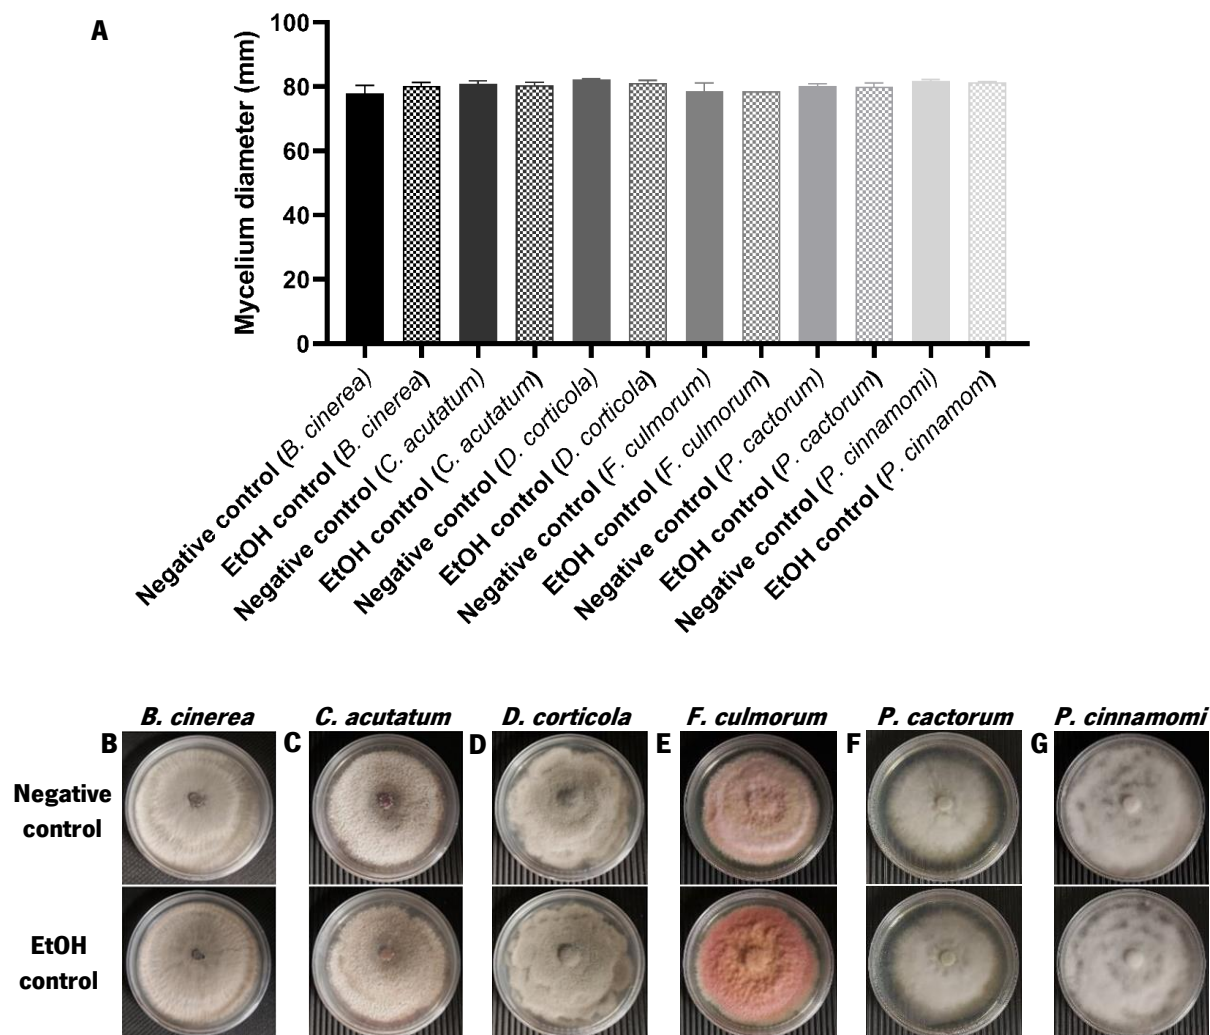 A
Mycelium diameter (mm)
100
80
60
40
20
0
Negative control (B. cinerea)
EtOH control (B. cinerea)
Negative control (C. acutatum)
EtOH control (C. acutatum)
Negative control (D. corticola)
EtOH control (D. corticola)
Negative control (F. culmorum)
EtOH control (F. culmorum)
Negative control (P. cactorum)
EtOH control (P. cactorum)
Negative control (P. cinnamomi)
EtOH control (P. cinnamom)
B. cinerea C. acutatum D. corticola F. culmorum P. cactorum P. cinnamomi
B C D E F G
Negative
control
EtOH
control